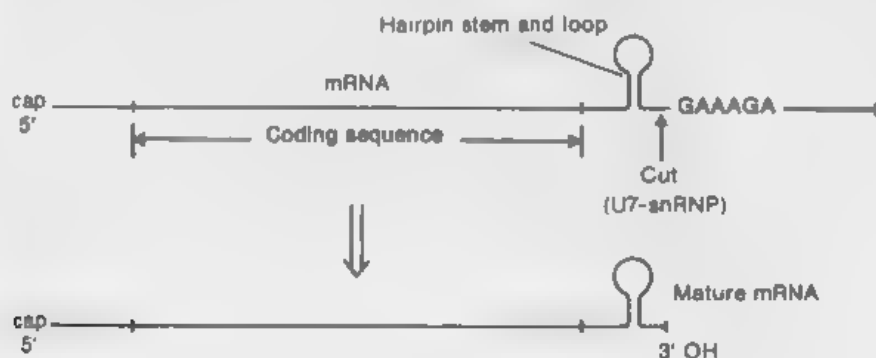 Hairpin stem and loop
mRNA
cap
5'
GAAAGA
Coding sequence
Cut
(U7-snRNP)
cap
5'
Mature mRNA
3' OH